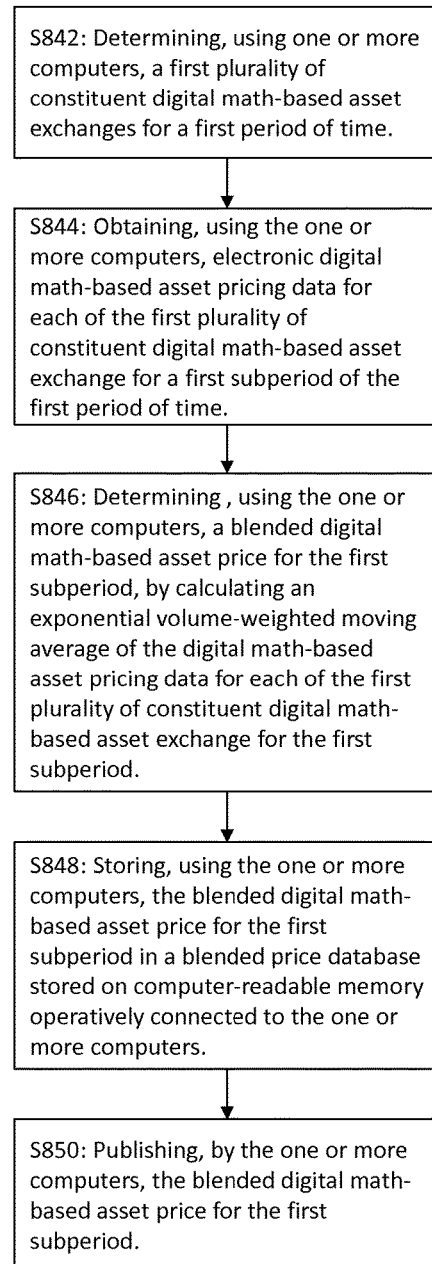 S842: Determining, using one or more
computers, a first plurality of
constituent digital math-based asset
exchanges for a first period of time.
S844: Obtaining, using the one or
more computers, electronic digital
math-based asset pricing data for
each of the first plurality of
constituent digital math-based asset
exchange for a first subperiod of the
first period of time.
S846: Determining , using the one or
more computers, a blended digital
math-based asset price for the first
subperiod, by calculating an
exponential volume-weighted moving
average of the digital math-based
asset pricing data for each of the first
plurality of constituent digital math-
based asset exchange for the first
subperiod.
S848: Storing, using the one or more
computers, the blended digital math-
based asset price for the first
subperiod in a blended price database
stored on computer-readable memory
operatively connected to the one or
more computers.
S850: Publishing, by the one or more
computers, the blended digital math-
based asset price for the first
subperiod.